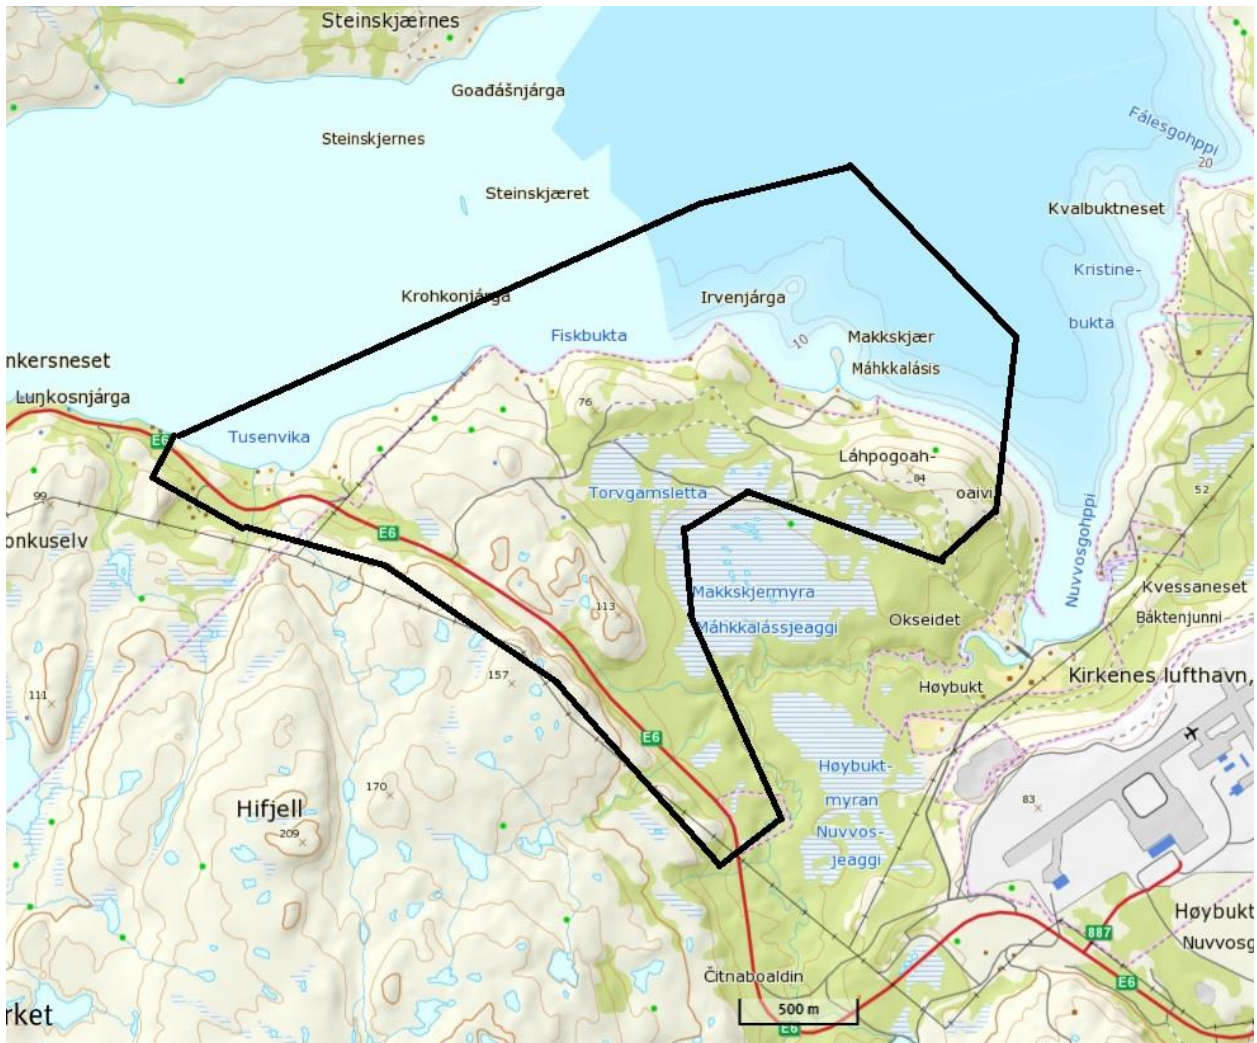 Steinskjærnes
Goađášnjárga
Fálesgohppi
Steinskjernes
20
Steinskjæret
Kvalbuktneset
Kristine-
bukta
Krohkonjárga
Irvenjárga
Fiskbukta
10
Makkskjær
Máhkkalásis
nkersneset
Luŋkosnjárga
76
E6
Tusenvika
Láhpogoah-
oaivi
84
99
Torvgamsletta
52
Nuvvosgohppi
onkuselv
E6
Makkskjermyra
Máhkkalássjeaggi
113
Kvessaneset
Báktenjunni
Okseidet
157
111
Høybukt
Kirkenes lufthavn,
E6
Høybukt-
myran
Nuvvos-
jeaggi
170
83
Hifjell
209
Høybukt
Nuvvosg
887
Čitnaboaldin
E6
500 m
E6
rket